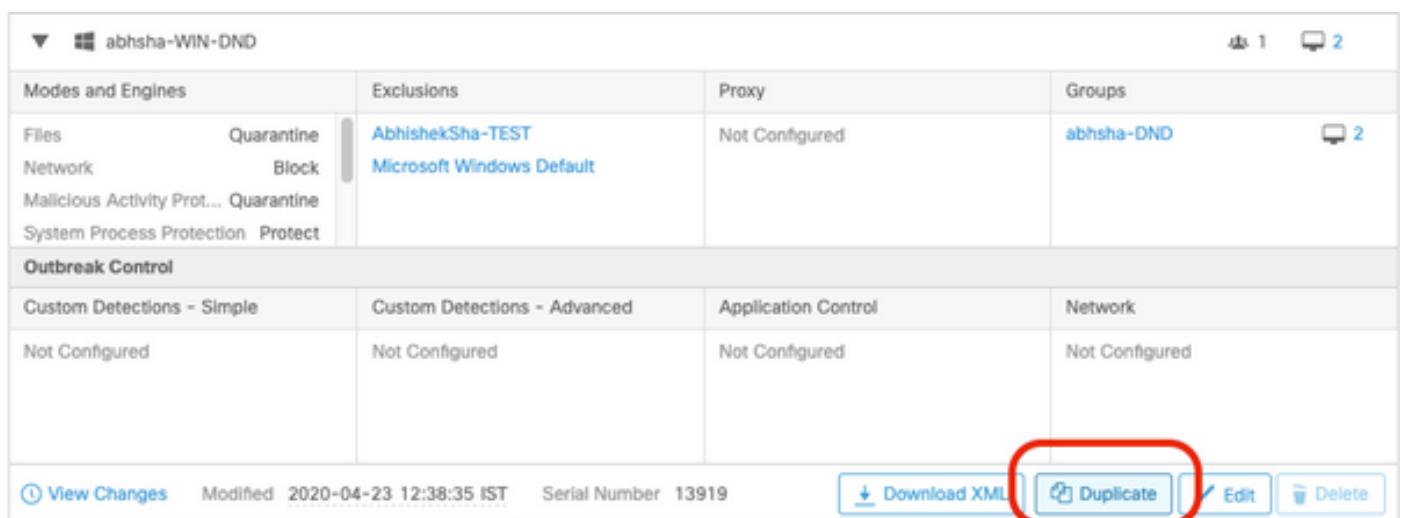 abhsha-WIN-DND 1 2
Modes and Engines Exclusions Proxy Groups
Files Quarantine AbhishekSha-TEST Not Configured abhsha-DND 2
Network Block Microsoft Windows Default
Malicious Activity Prot... Quarantine
System Process Protection Protect
Outbreak Control
Custom Detections - Simple Custom Detections - Advanced Application Control Network
Not Configured Not Configured Not Configured Not Configured
View Changes Modified 2020-04-23 12:38:35 IST Serial Number 13919 Download XML Duplicate Edit Delete